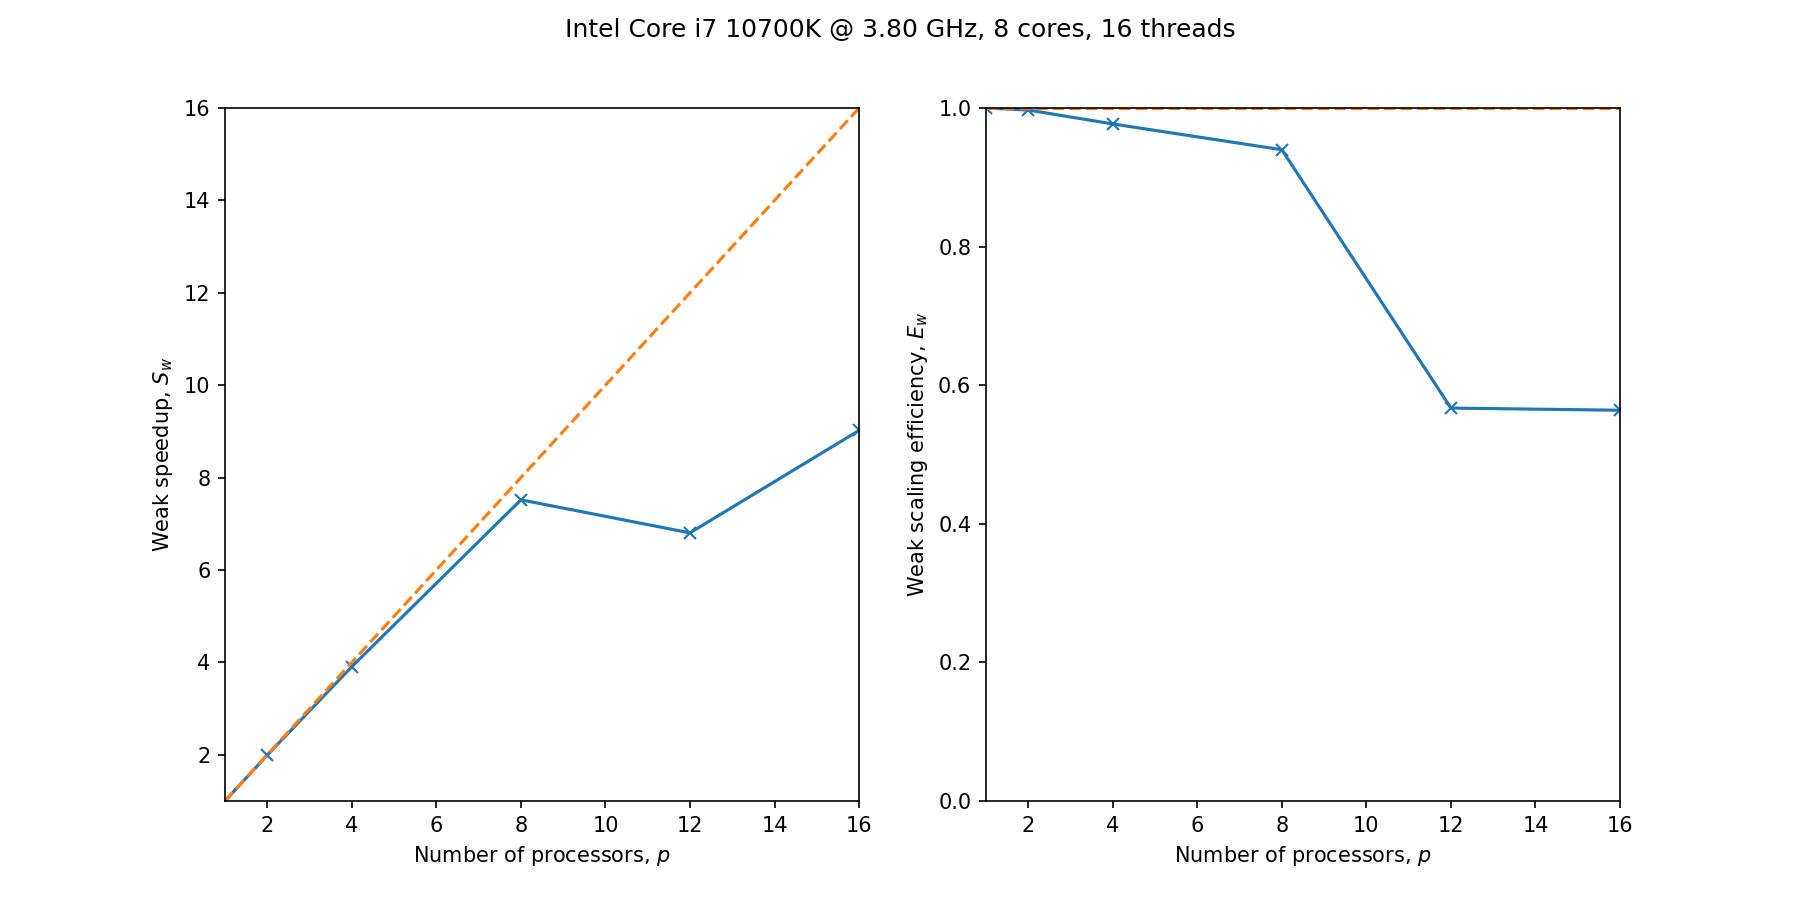 Intel Core i7 10700K @ 3.80 GHz, 8 cores, 16 threads
Weak speedup, S_w
16
14
12
10
8
6
4
2
2 4 6 8 10 12 14 16
Number of processors, p
Weak scaling efficiency, E_w
1.0
0.8
0.6
0.4
0.2
0.0
2 4 6 8 10 12 14 16
Number of processors, p